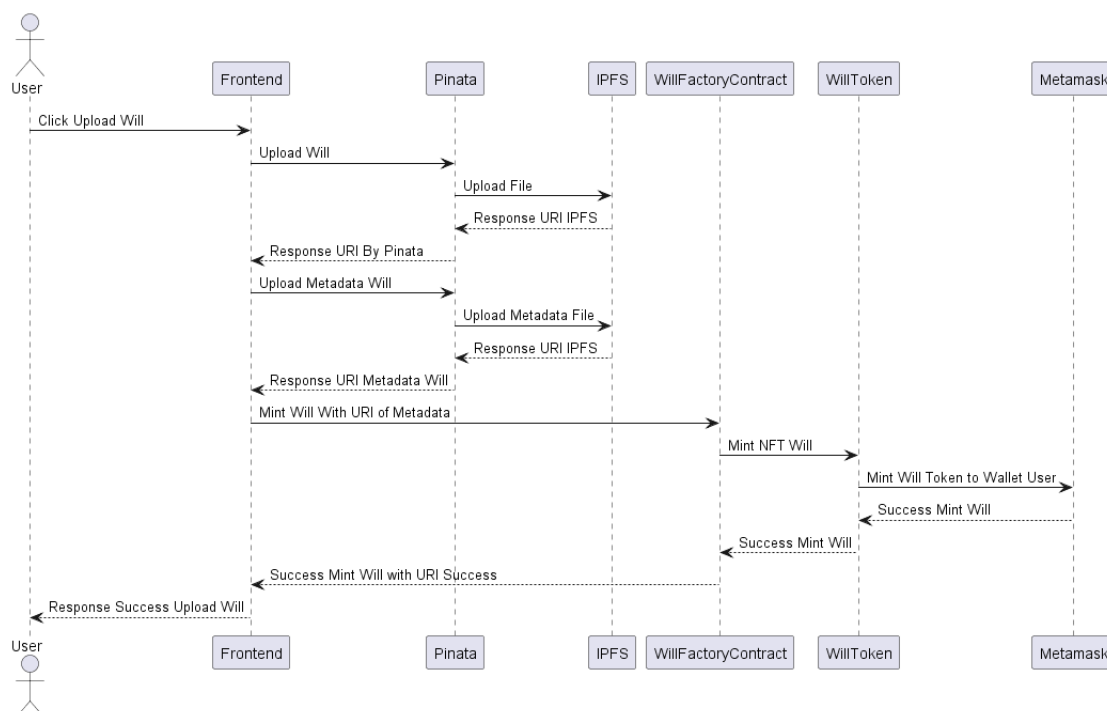 User
Frontend
Pinata
IPFS
WillFactoryContract
WillToken
Metamask
Click Upload Will
Upload Will
Upload File
Response URI IPFS
Response URI By Pinata
Upload Metadata Will
Upload Metadata File
Response URI IPFS
Response URI Metadata Will
Mint Will With URI of Metadata
Mint NFT Will
Mint Will Token to Wallet User
Success Mint Will
Success Mint Will
Success Mint Will with URI Success
Response Success Upload Will
User
Frontend
Pinata
IPFS
WillFactoryContract
WillToken
Metamask